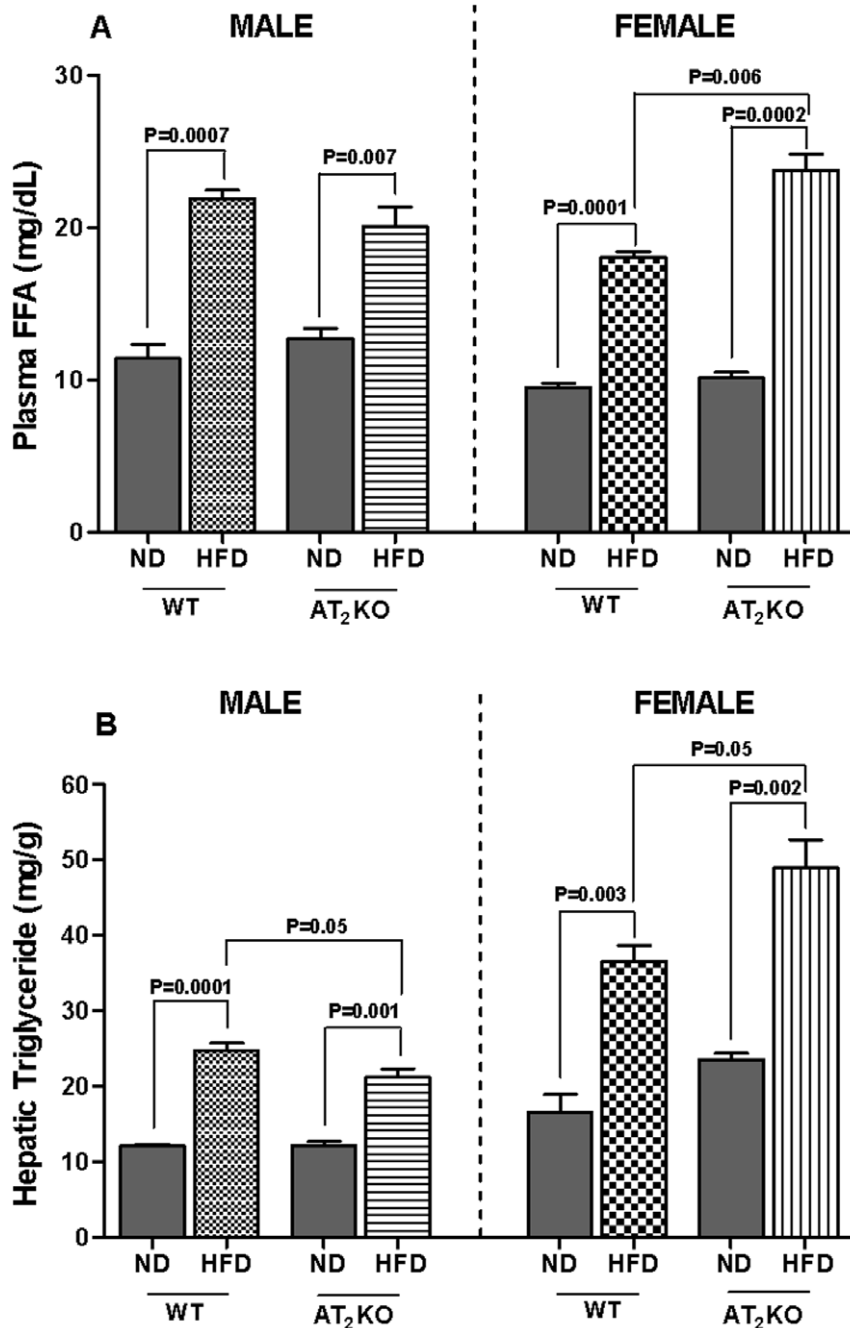 A
MALE
FEMALE
Plasma FFA (mg/dL)
30
20
10
0
P=0.0007
P=0.007
P=0.0001
P=0.006
P=0.0002
ND HFD ND HFD ND HFD ND HFD
WT AT₂KO WT AT₂KO
B
MALE
FEMALE
Hepatic Triglyceride (mg/g)
60
50
40
30
20
10
0
P=0.0001
P=0.05
P=0.001
P=0.003
P=0.05
P=0.002
ND HFD ND HFD ND HFD ND HFD
WT AT₂KO WT AT₂KO